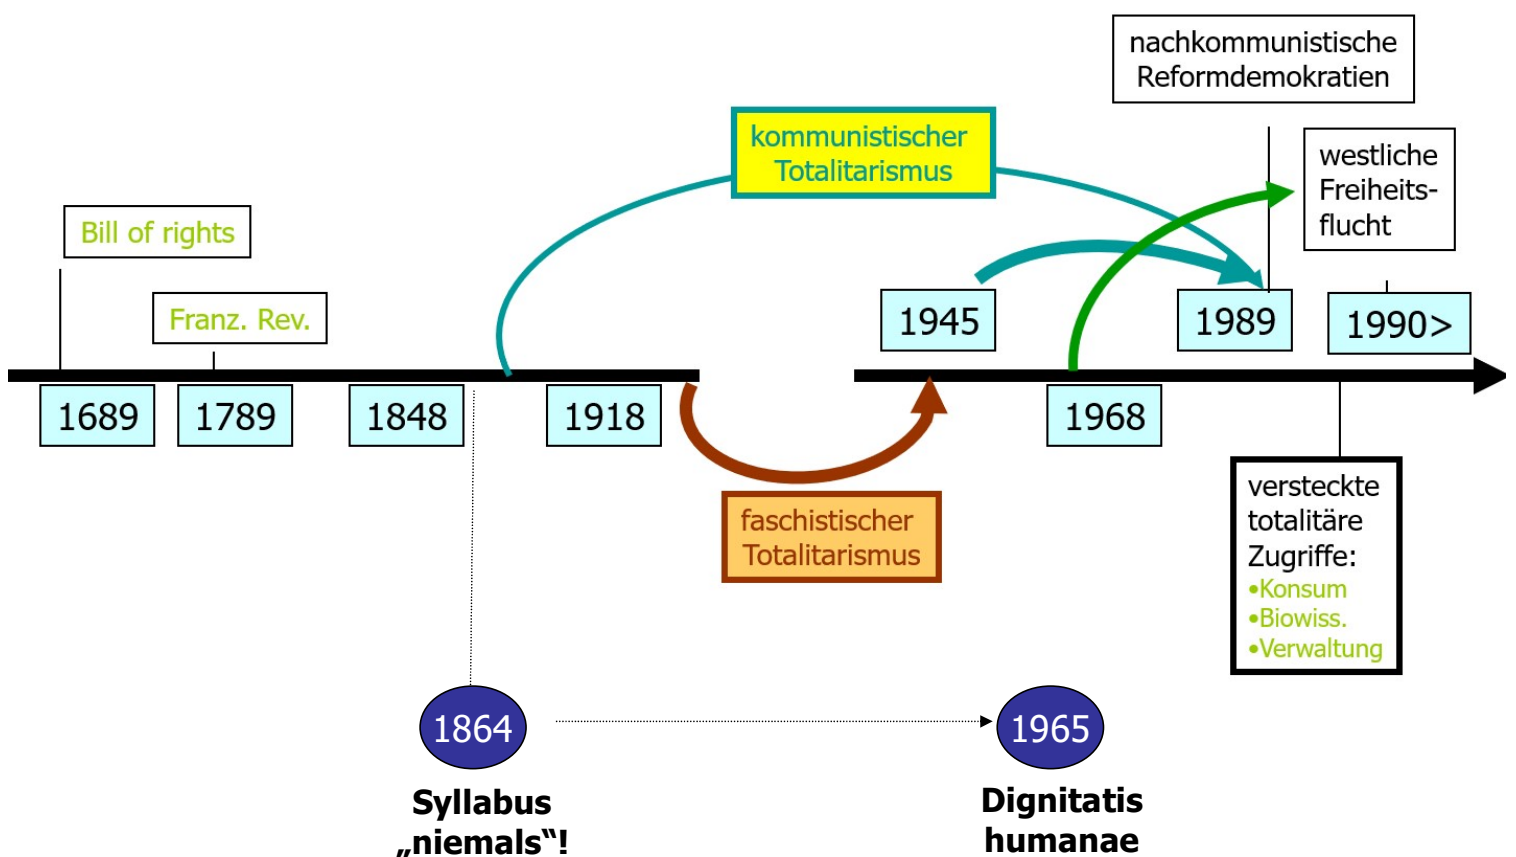 nachkommunistische
Reformdemokratien
kommunistischer
Totalitarismus
westliche
Freiheits-
flucht
Bill of rights
Franz. Rev.
1945
1989
1990>
1689
1789
1848
1918
1968
faschistischer
Totalitarismus
versteckte
totalitäre
Zugriffe:
•Konsum
•Biowiss.
•Verwaltung
1864
1965
Syllabus
„niemals“!
Dignitatis
humanae